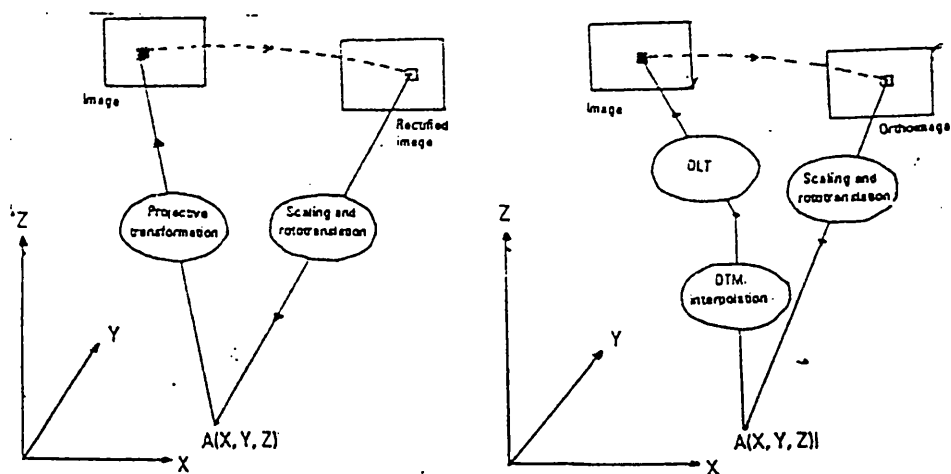 Image
Rectified
image
Projective
transformation
Scaling and
rototranslation
Z
Y
X
A(X, Y, Z)
Image
Orthoimage
DLT
Scaling and
rototranslation
DTM
interpolation
Z
Y
X
A(X, Y, Z)